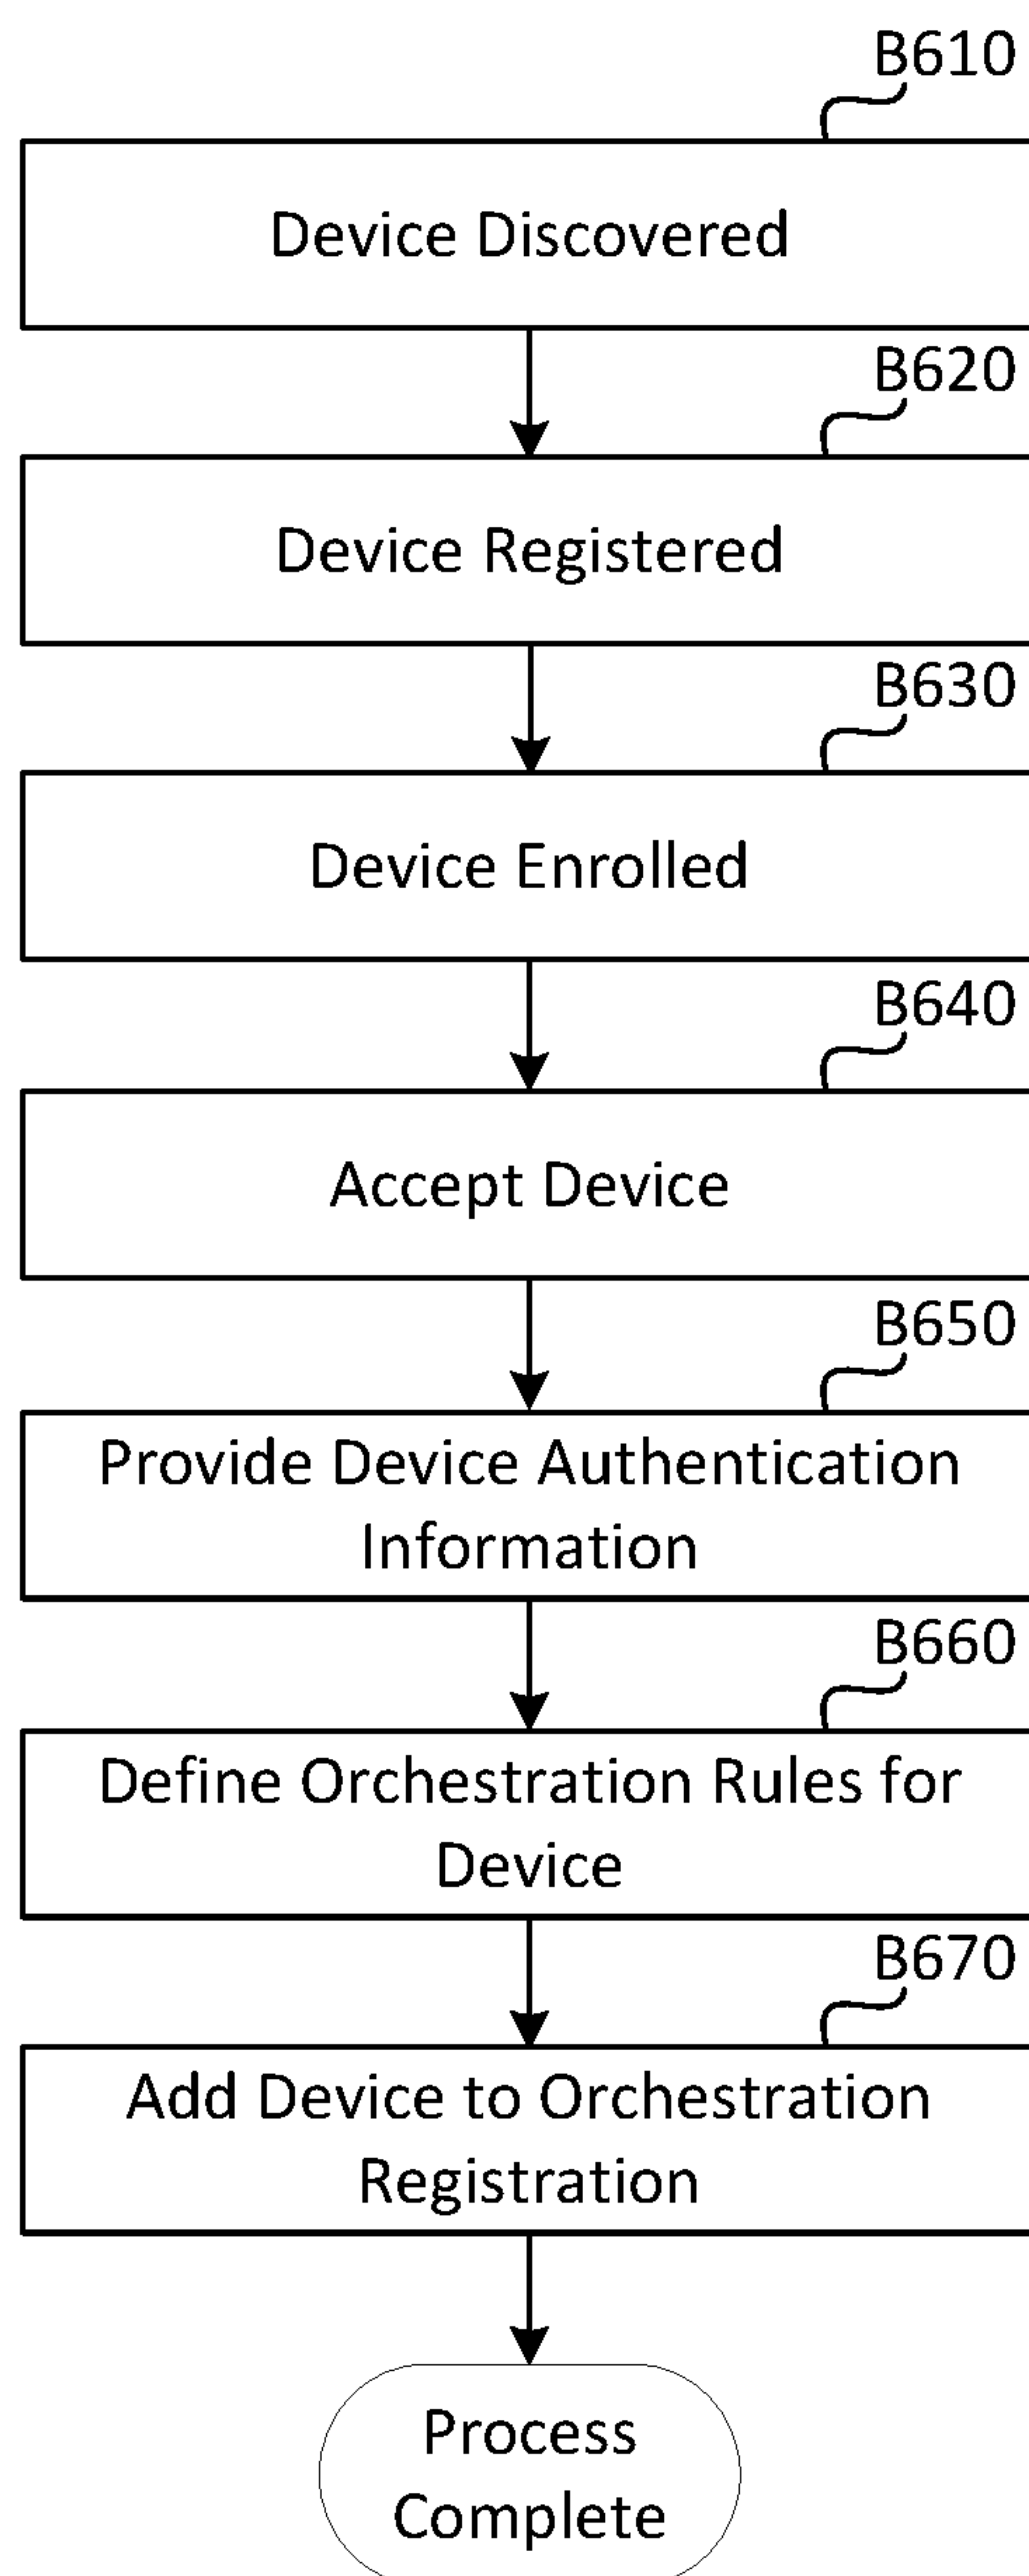 B610
Device Discovered
B620
Device Registered
B630
Device Enrolled
B640
Accept Device
B650
Provide Device Authentication
Information
B660
Define Orchestration Rules for
Device
B670
Add Device to Orchestration
Registration
Process
Complete